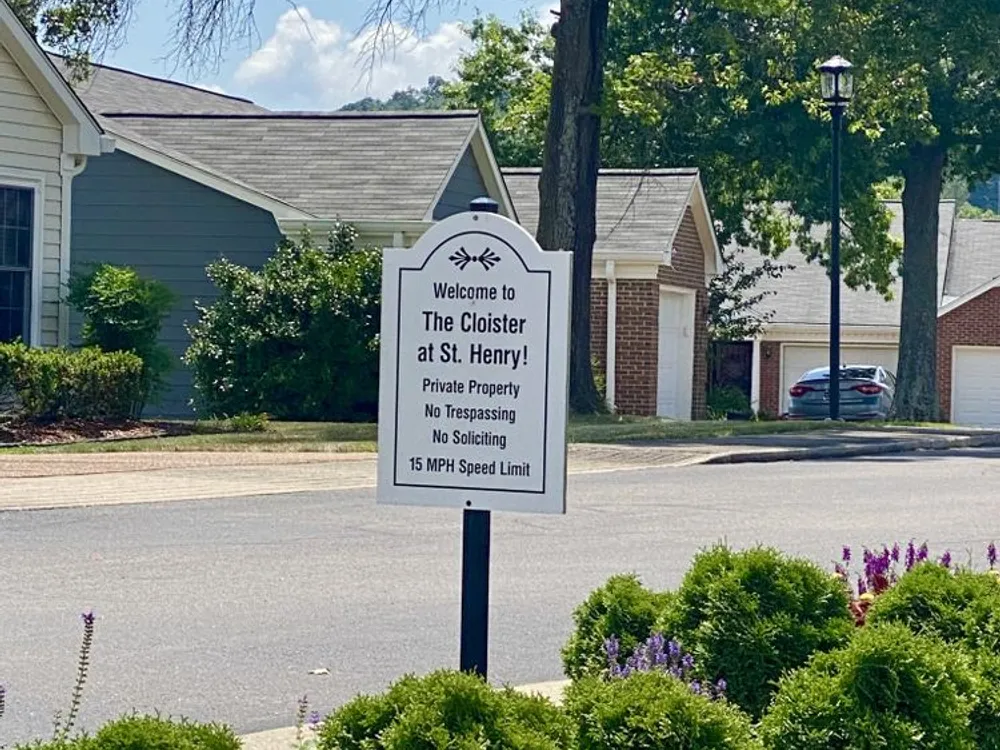 Welcome to
The Cloister
at St. Henry!
Private Property
No Trespassing
No Soliciting
15 MPH Speed Limit